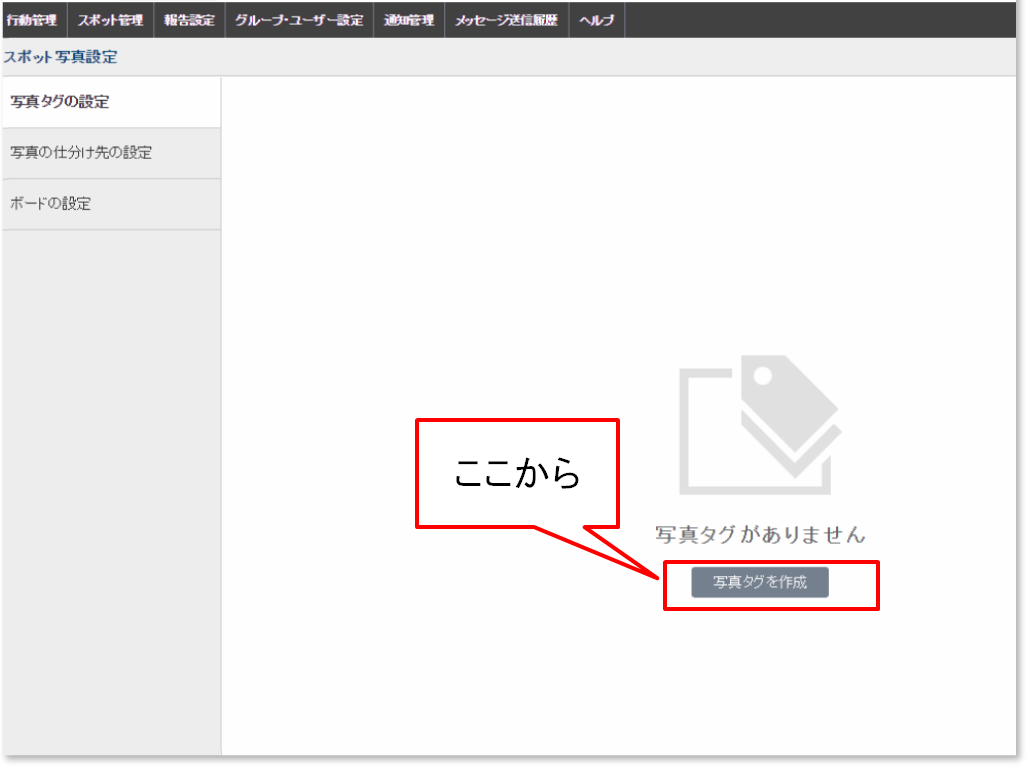 行動管理 スポット管理 報告設定 グループ・ユーザー設定 通知管理 メッセージ送信履歴 ヘルプ
スポット写真設定
写真タグの設定
写真の仕分け先の設定
ボードの設定
ここから
写真タグがありません
写真タグを作成